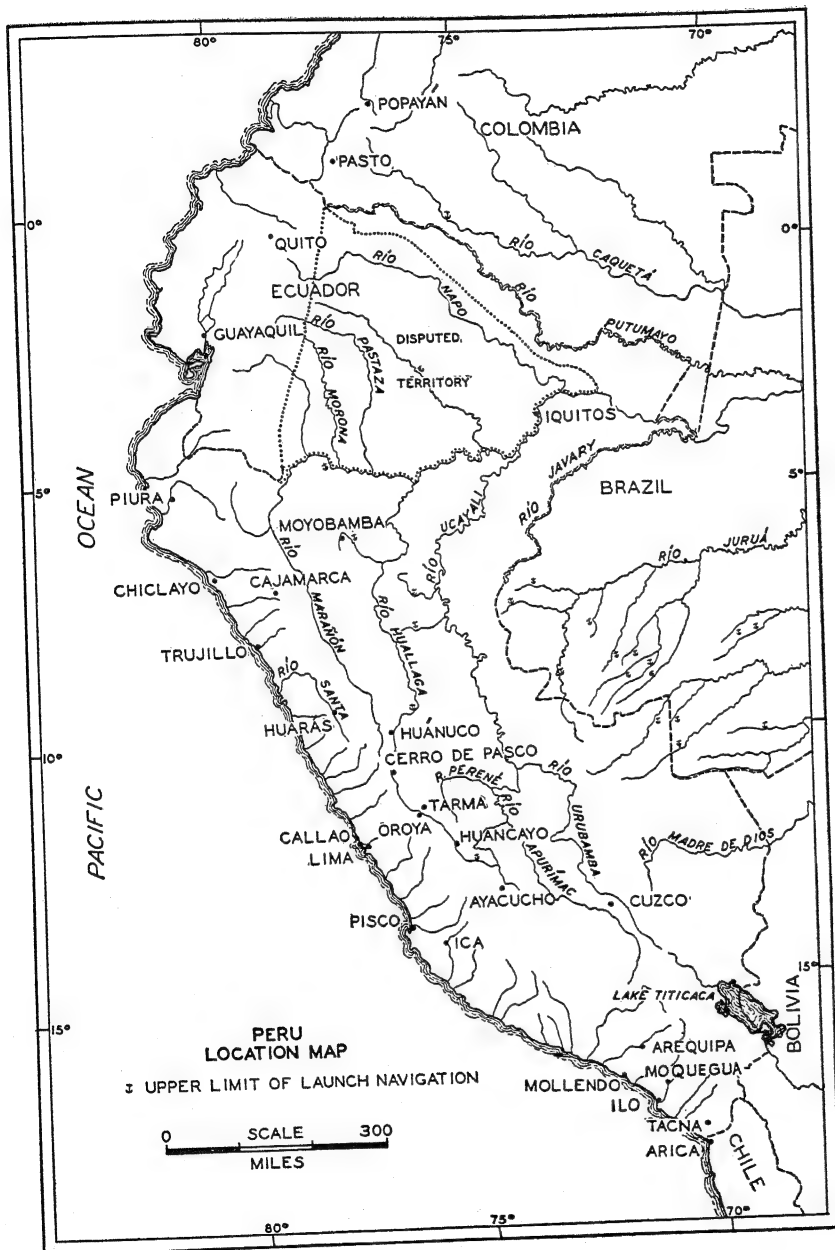 80°
75°
70°
POPAYÁN
COLOMBIA
PASTO
0°
0°
QUITO
RÍO
CAQUETÁ
RÍO
NAPO
RÍO
PUTUMAYO
ECUADOR
GUAYAQUIL
RÍO
PASTAZA
DISPUTED
TERRITORY
RÍO
MORONA
IQUITOS
RÍO
JAVARY
5°
5°
PIURA
OCEAN
BRAZIL
MOYOBAMBA
RÍO
UCAYALI
RÍO
JURUÁ
CHICLAYO
CAJAMARCA
RÍO
MARAÑÓN
RÍO
HUALLAGA
TRUJILLO
RÍO
SANTA
HUARÁS
HUÁNUCO
10°
CERRO DE PASCO
R. PERENÉ
RÍO
URUBAMBA
TARMA
RÍO
APURÍMAC
OROYA
HUANCAYO
RÍO
MADRE DE DIOS
CALLAO
LIMA
PACIFIC
AYACUCHO
CUZCO
PISCO
ICA
15°
LAKE TITICACA
BOLIVIA
15°
PERU
LOCATION MAP
UPPER LIMIT OF LAUNCH NAVIGATION
AREQUIPA
MOQUEGUA
MOLLENDO
ILO
TACNA
ARICA
CHILE
0
SCALE
300
MILES
80°
75°
70°